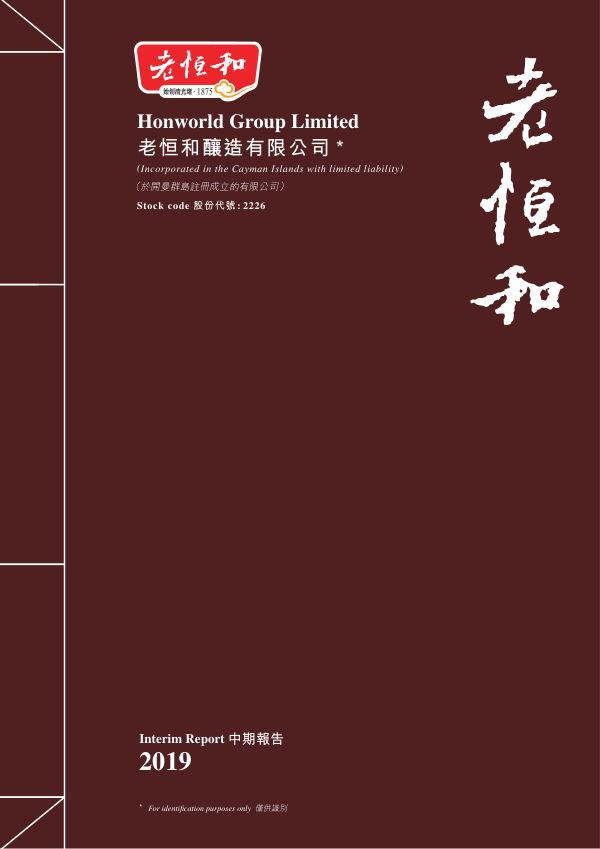 老恒和
始創清光緒·1875
Honworld Group Limited
老恒和釀造有限公司 *
(Incorporated in the Cayman Islands with limited liability)
（於開曼群島註冊成立的有限公司）
Stock code 股份代號 : 2226
老恒和
Interim Report 中期報告
2019
* For identification purposes only 僅供識別